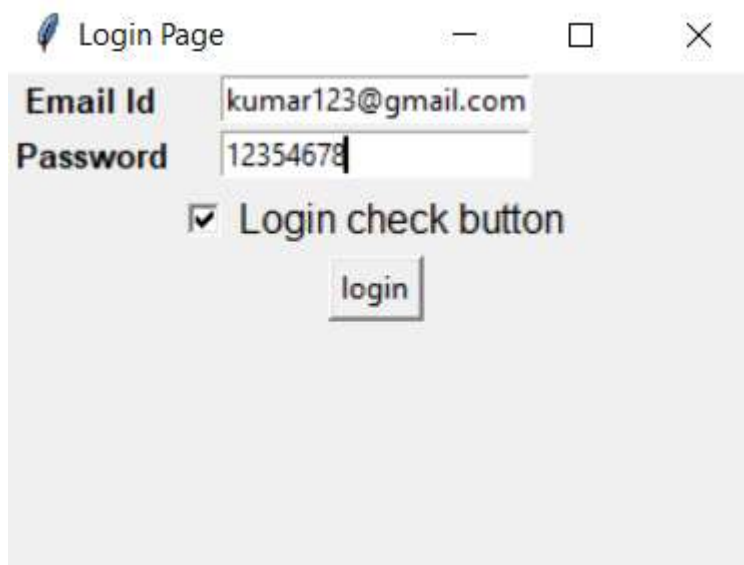 Login Page
Email Id kumar123@gmail.com
Password 12354678
Login check button
login